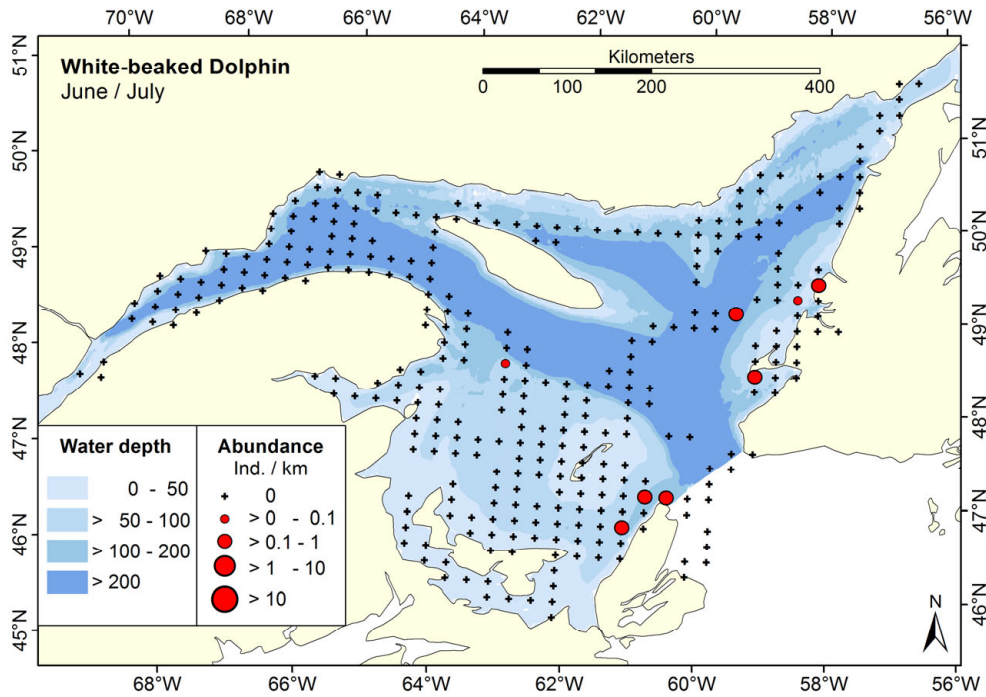 70°W 68°W 66°W 64°W 62°W 60°W 58°W 56°W
White-beaked Dolphin
June / July
Kilometers
0 100 200 400
51°N
50°N
49°N
48°N
47°N
46°N
45°N
51°N
50°N
49°N
48°N
47°N
46°N
Water depth
0 - 50
> 50 - 100
> 100 - 200
> 200
Abundance
Ind. / km
0
> 0 - 0.1
> 0.1 - 1
> 1 - 10
> 10
N
68°W 66°W 64°W 62°W 60°W 58°W